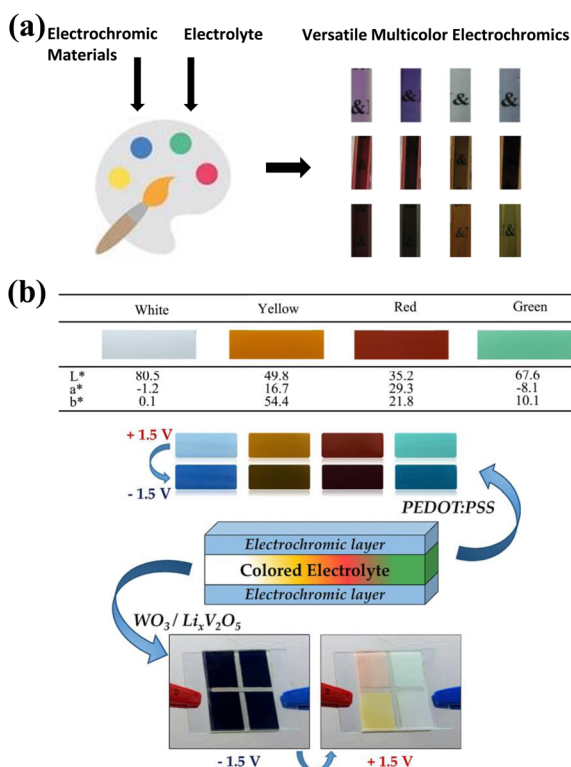 (a)
Electrochromic Materials
Electrolyte
Versatile Multicolor Electrochromics
&]
&]
[&
&
&
&
&
&
[&
]&[
(b)
White Yellow Red Green
L* 80.5 49.8 35.2 67.6
a* -1.2 16.7 29.3 -8.1
b* 0.1 54.4 21.8 10.1
+ 1.5 V
- 1.5 V
PEDOT:PSS
Electrochromic layer
Colored Electrolyte
Electrochromic layer
WO₃ / LiₓV₂O₅
- 1.5 V
+ 1.5 V